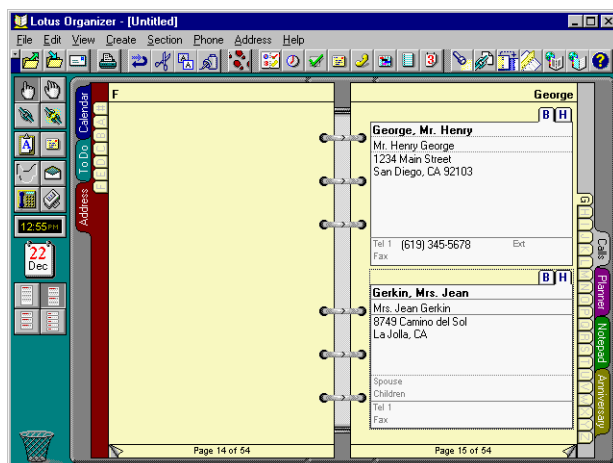 Lotus Organizer - [Untitled]
File Edit View Create Section Phone Address Help
F
George
Calendar
To Do
Address
#
A
B
C
D
E
F
B H
George, Mr. Henry
Mr. Henry George
1234 Main Street
San Diego, CA 92103
Tel 1 (619) 345-5678 Ext
Fax
B H
Gerkin, Mrs. Jean
Mrs. Jean Gerkin
8749 Camino del Sol
La Jolla, CA
Spouse
Children
Tel 1
Fax
G
H
I
J
K
L
M
N
O
P
Q
R
S
T
U
V
W
X
Y
Z
Calls
Planner
Notepad
Anniversary
12:55PM
22
Dec
Page 14 of 54
Page 15 of 54